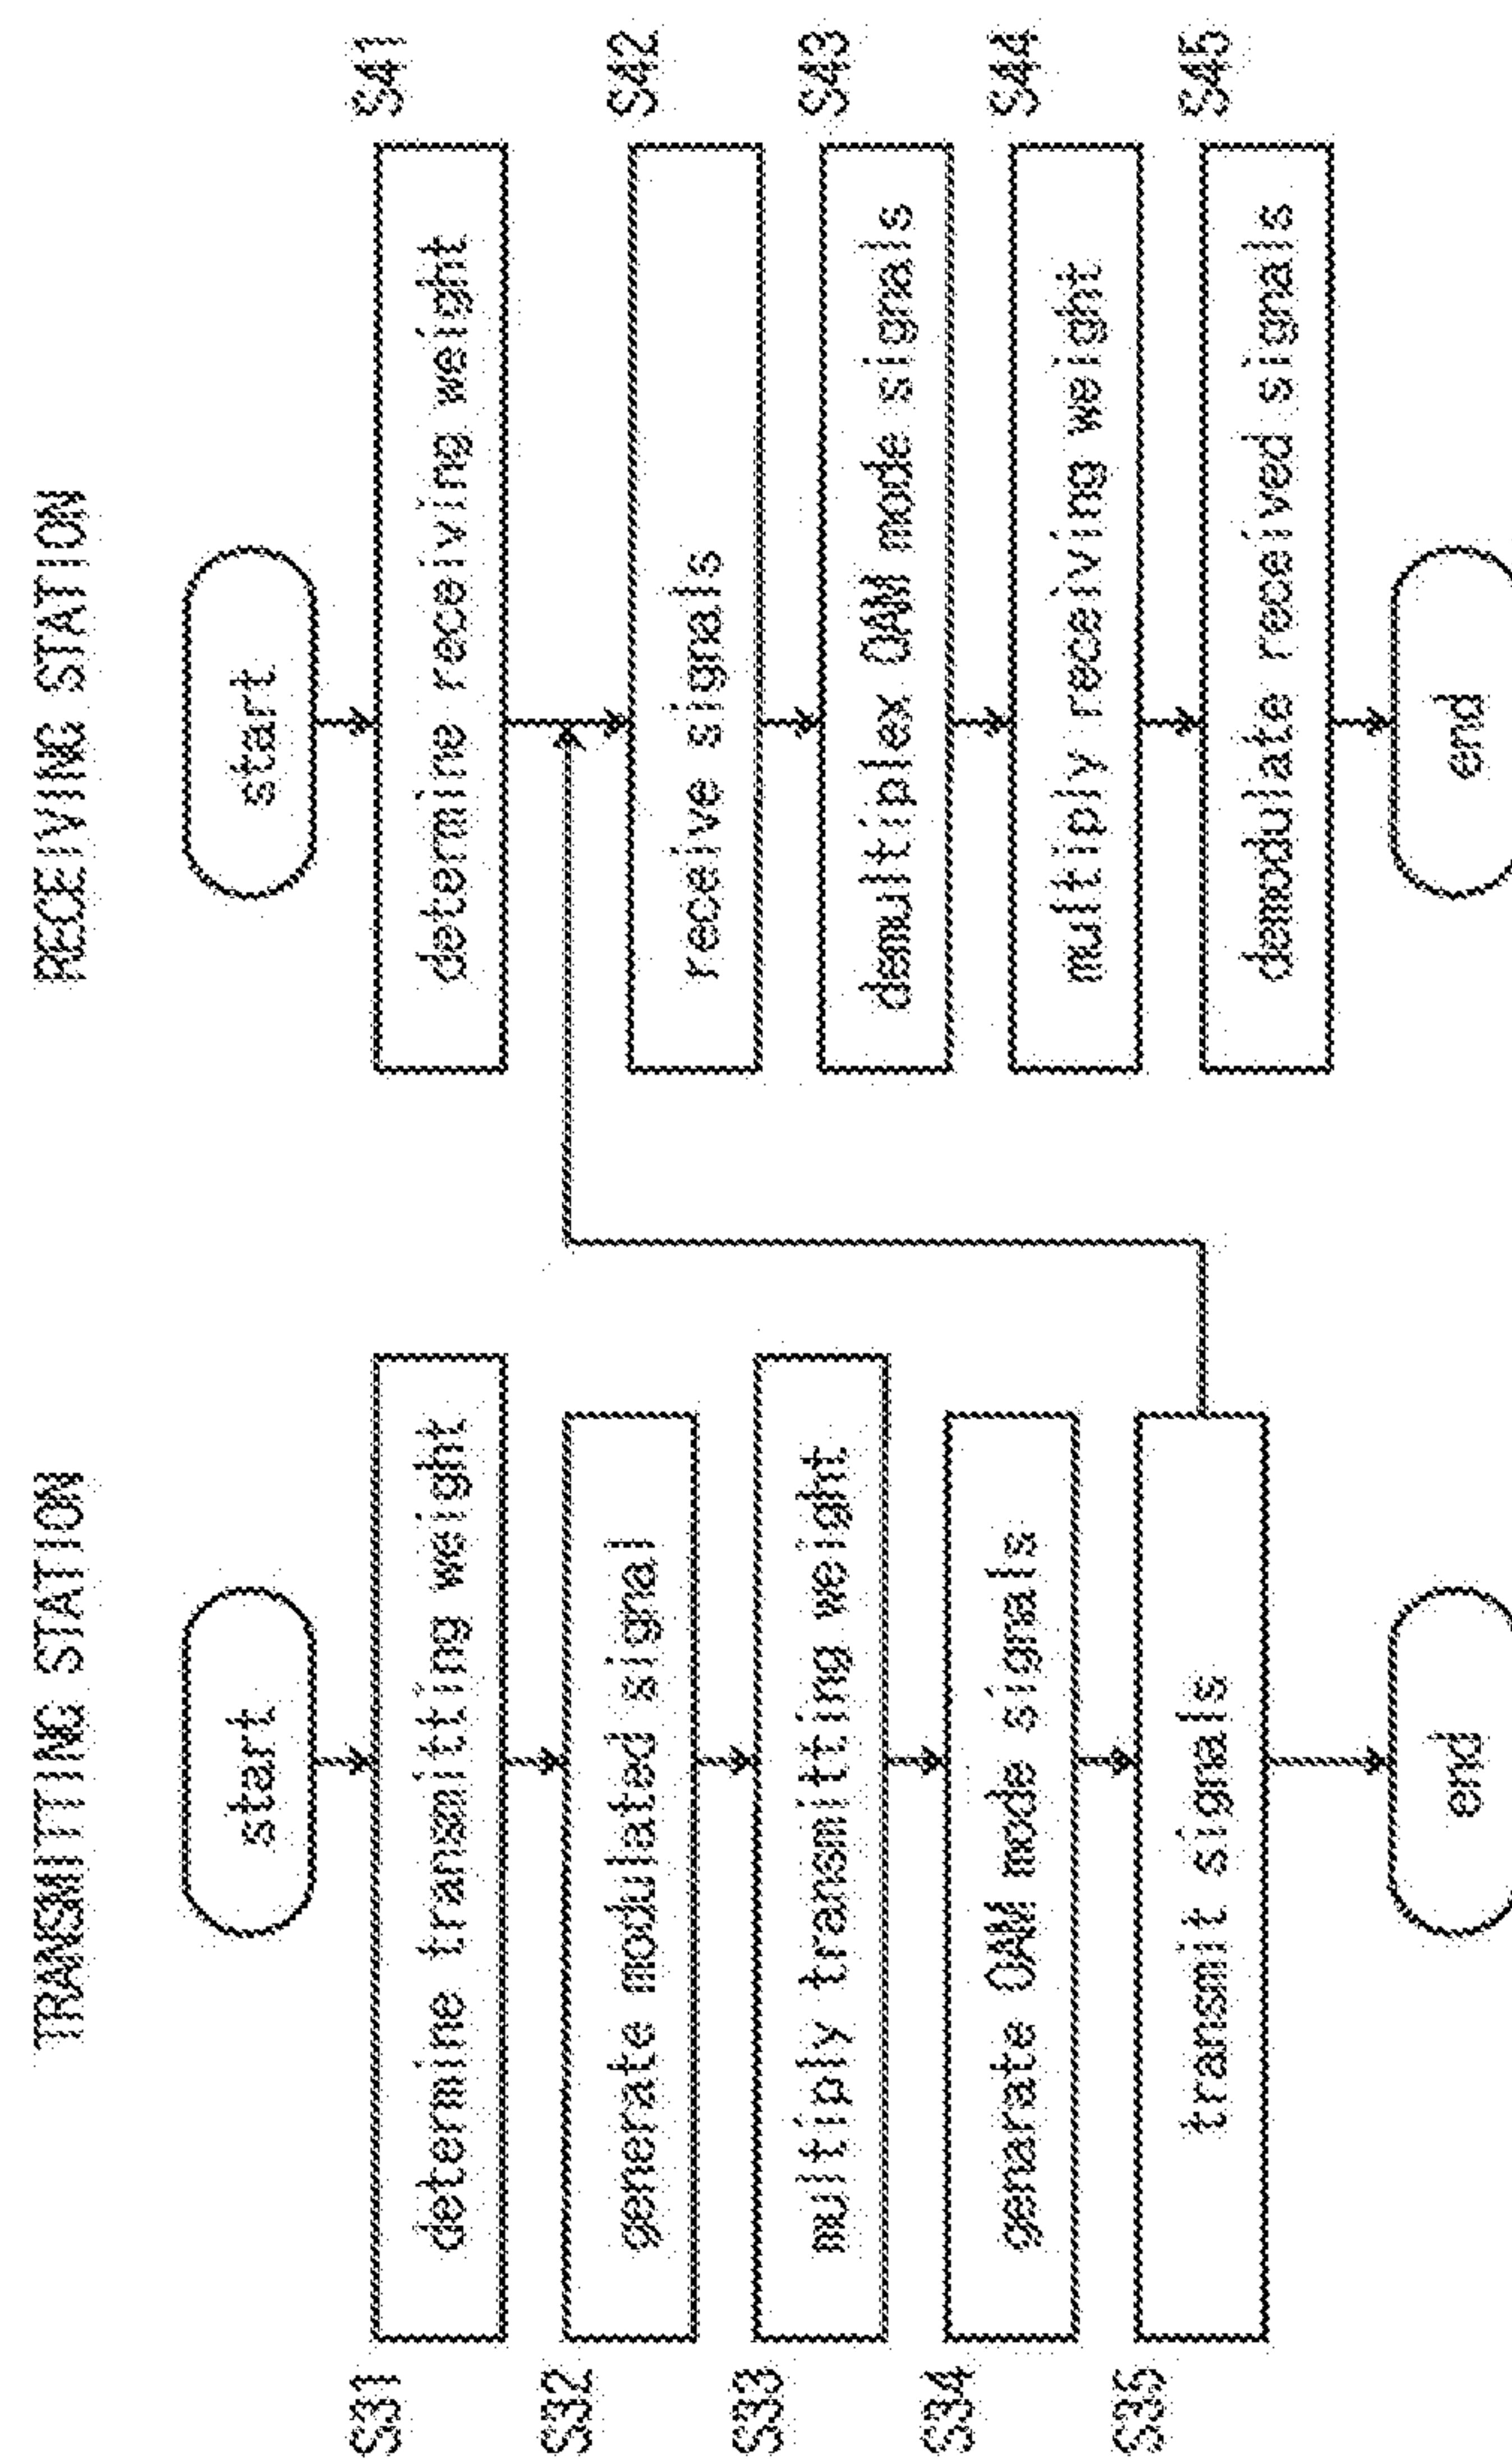 TRANSMITTING STATION
start
S31
determine transmitting weight
S32
generate modulated signal
S33
multiply transmitting weight
S34
genarate OAM mode signals
S35
transmit signals
end
RECEIVING STATION
start
determine receiving weight
S41
receive signals
S42
demultiplex OAM mode signals
S43
multiply receiving weight
S44
demodulate received signals
S45
end